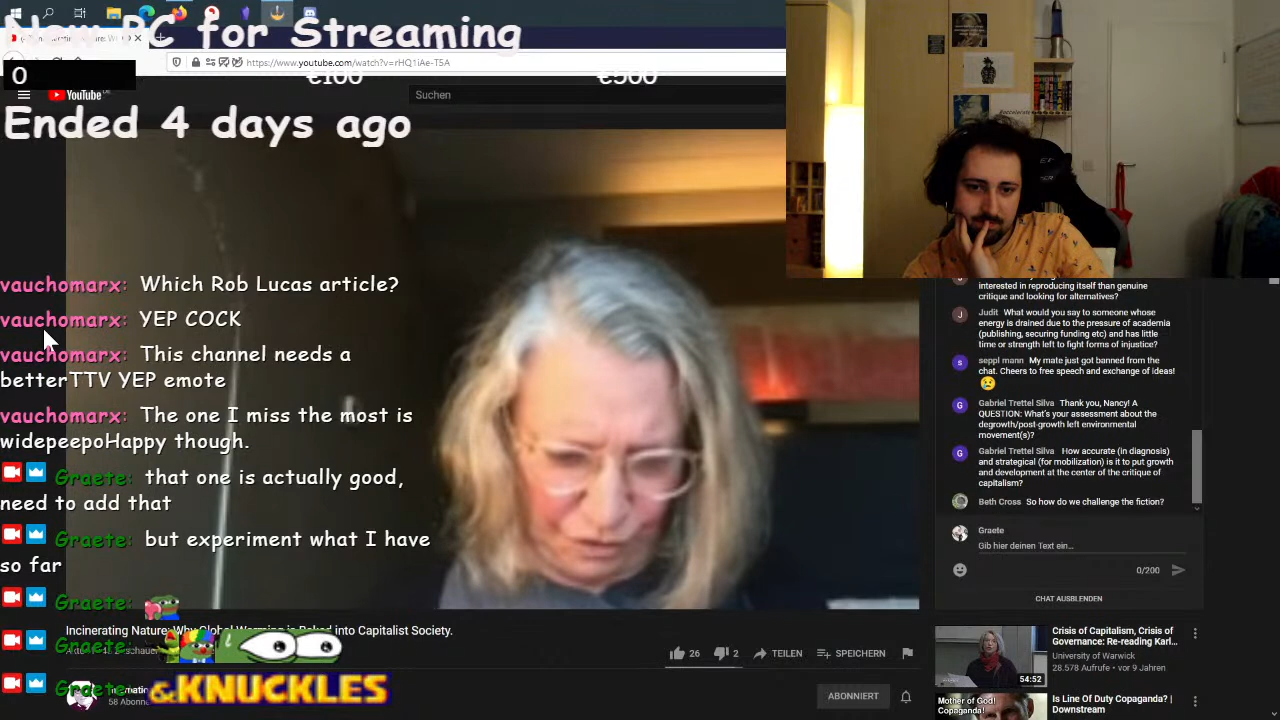 New PC for Streaming
https://www.youtube.com/watch?v=rHQ1iAe-T5A
0
€100
€500
YouTube
Suchen
Ended 4 days ago
vauchomarx: Which Rob Lucas article?
vauchomarx: YEP COCK
vauchomarx: This channel needs a
betterTTV YEP emote
vauchomarx: The one I miss the most is
widepeepoHappy though.
Graete: that one is actually good,
need to add that
Graete: but experiment what I have
so far
Graete:
Graete:
Graete: &KNUCKLES
Incinerating Nature: Why Global Warming is Baked into Capitalist Society.
26
2
TEILEN
SPEICHERN
58 Abonne
ABONNIERT
interested in reproducing itself than genuine
critique and looking for alternatives?
Judit What would you say to someone whose
energy is drained due to the pressure of academia
(publishing, securing funding etc) and has little
time or strength left to fight forms of injustice?
seppl mann My mate just got banned from the
chat. Cheers to free speech and exchange of ideas!
Gabriel Trettel Silva Thank you, Nancy! A
QUESTION: What's your assessment about the
degrowth/post-growth left environmental
movement(s)?
Gabriel Trettel Silva How accurate (in diagnosis)
and strategical (for mobilization) is it to put growth
and development at the center of the critique of
capitalism?
Beth Cross So how do we challenge the fiction?
Graete
Gib hier deinen Text ein...
0/200
CHAT AUSBLENDEN
Crisis of Capitalism, Crisis of
Governance: Re-reading Karl...
University of Warwick
28.578 Aufrufe • vor 9 Jahren
54:52
Mother of God!
Copaganda!
Is Line Of Duty Copaganda? |
Downstream